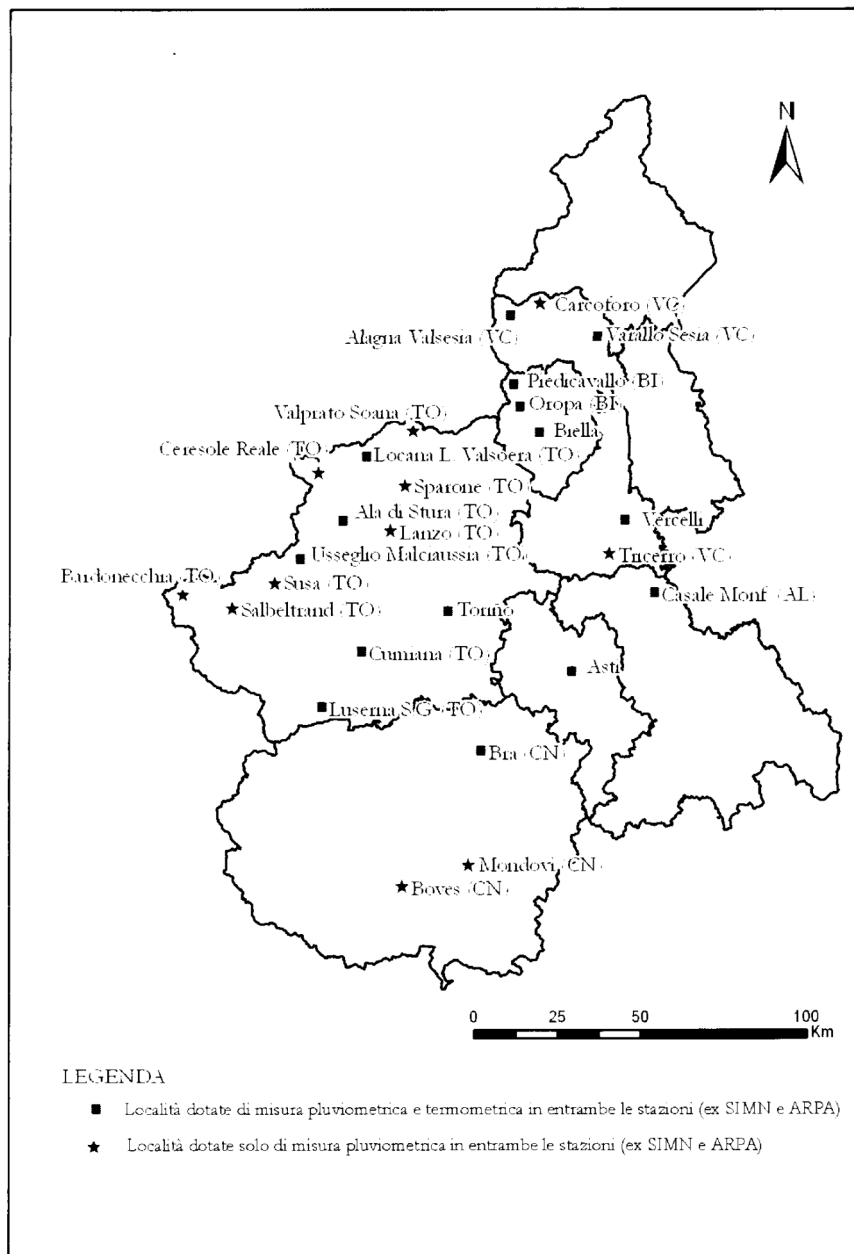 N
Carcoforo (VC)
Alagna Valsesia (VC)
Varallo Sesia (VC)
Piedicavallo (BI)
Oropa (BI)
Valprato Soana (TO)
Biella
Ceresole Reale (TO)
Locana L. Valsoera (TO)
Sparone (TO)
Ala di Stura (TO)
Vercelli
Lanzo (TO)
Usseglio Malciaussia (TO)
Tricerro (VC)
Bardonecchia (TO)
Susa (TO)
Casale Monf (AL)
Salbeltrand (TO)
Torino
Cumiana (TO)
Asti
Luserna S.G. (TO)
Bra (CN)
Mondovi (CN)
Boves (CN)
0 25 50 100
Km
LEGENDA
Località dotate di misura pluviometrica e termometrica in entrambe le stazioni (ex SIMN e ARPA)
Località dotate solo di misura pluviometrica in entrambe le stazioni (ex SIMN e ARPA)